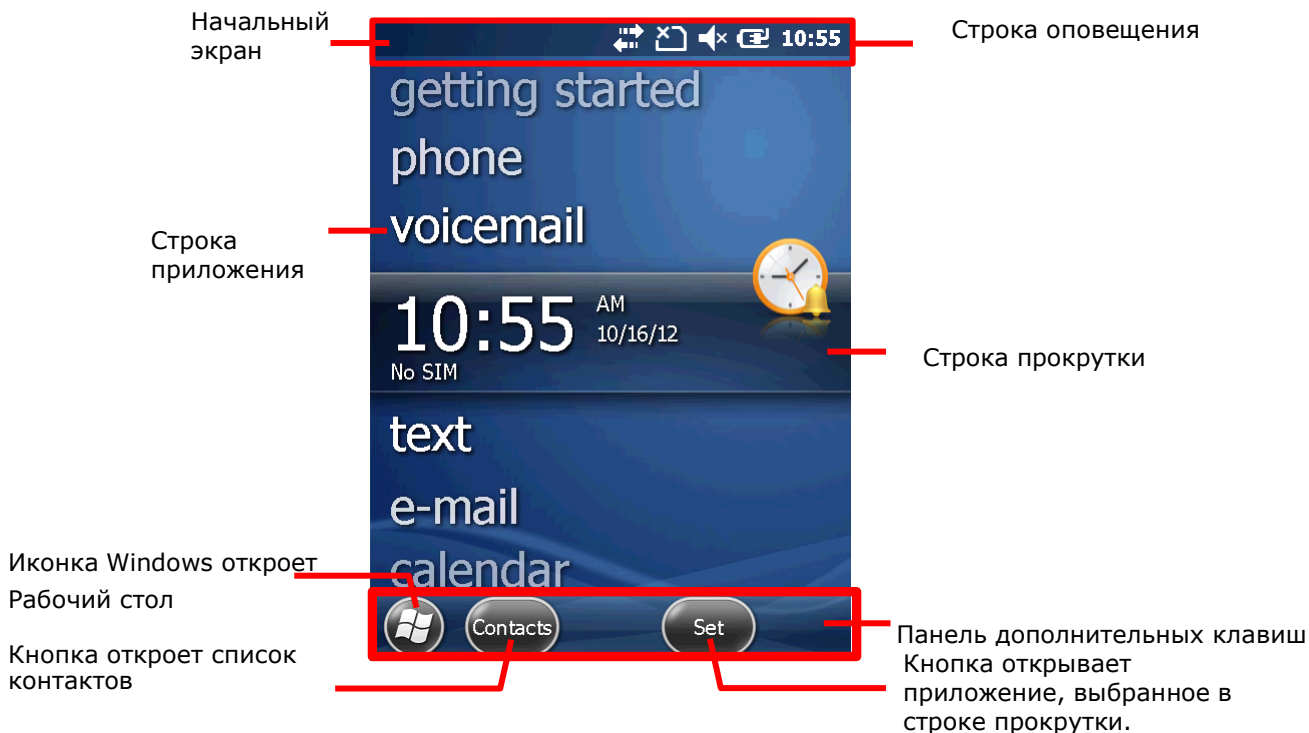 Начальный
экран
10:55
Строка оповещения
getting started
phone
voicemail
Строка
приложения
10:55
AM
10/16/12
No SIM
Строка прокрутки
text
e-mail
calendar
Иконка Windows откроет
Рабочий стол
Contacts
Set
Кнопка откроет список
контактов
Панель дополнительных клавиш
Кнопка открывает
приложение, выбранное в
строке прокрутки.